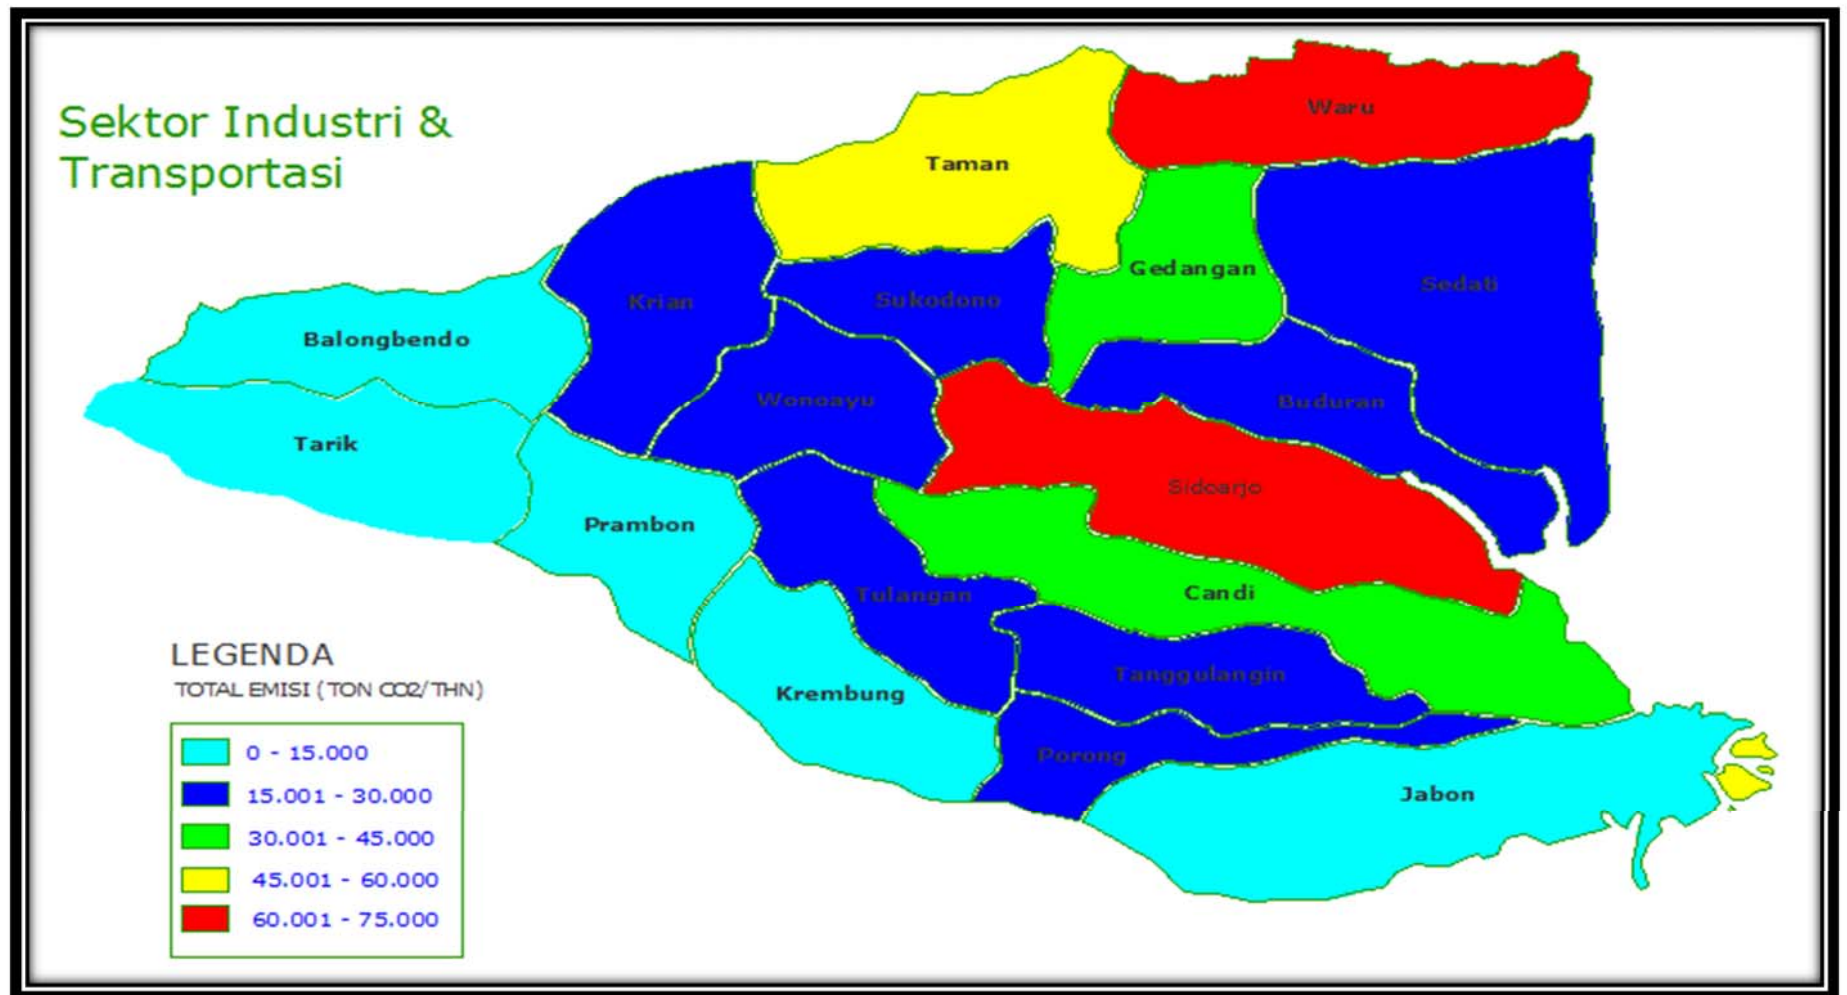 Sektor Industri &
Transportasi
Waru
Taman
Gedangan
Sedati
Krian
Sukodono
Balongbendo
Wonoayu
Buduran
Tarik
Sidoarjo
Prambon
Candi
Tulangan
Tanggulangin
Krembung
Porong
Jabon
LEGENDA
TOTAL EMISI (TON CO2/THN)
0 - 15.000
15.001 - 30.000
30.001 - 45.000
45.001 - 60.000
60.001 - 75.000